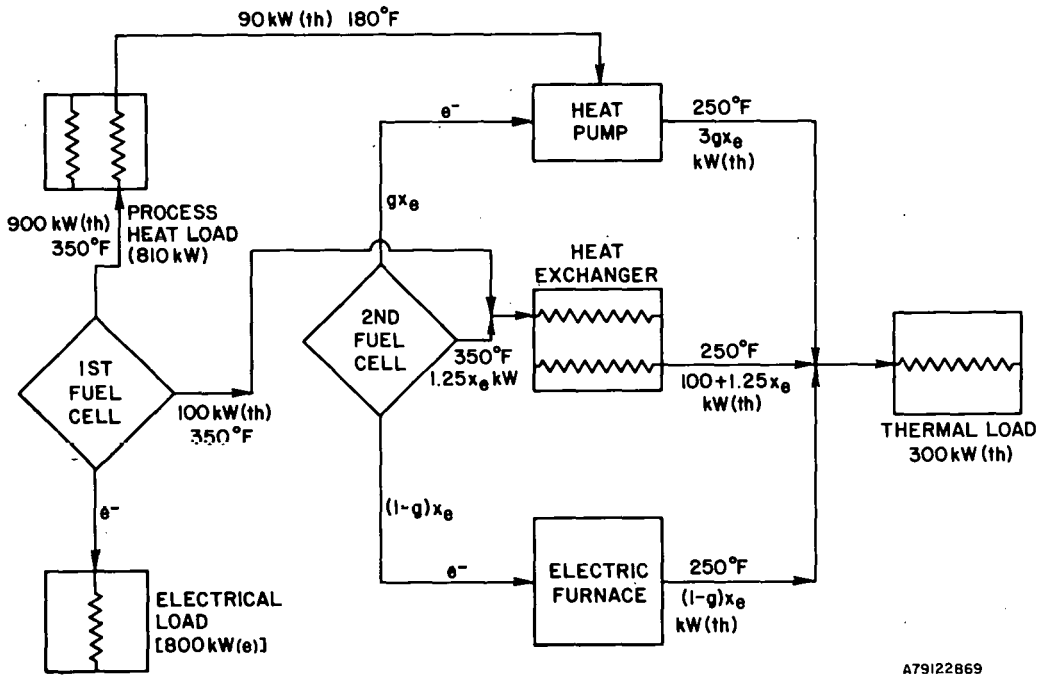 90 kW (th) 180°F
HEAT
PUMP
e⁻
250°F
3gxₑ
kW(th)
gxₑ
900 kW(th)
350°F
PROCESS
HEAT LOAD
(810 kW)
HEAT
EXCHANGER
1ST
FUEL
CELL
100 kW(th)
350°F
2ND
FUEL
CELL
350°F
1.25xₑ kW
250°F
100+1.25xₑ
kW(th)
THERMAL LOAD
300 kW(th)
e⁻
(1-g)xₑ
e⁻
ELECTRIC
FURNACE
250°F
(1-g)xₑ
kW(th)
ELECTRICAL
LOAD
[800 kW(e)]
A79122869